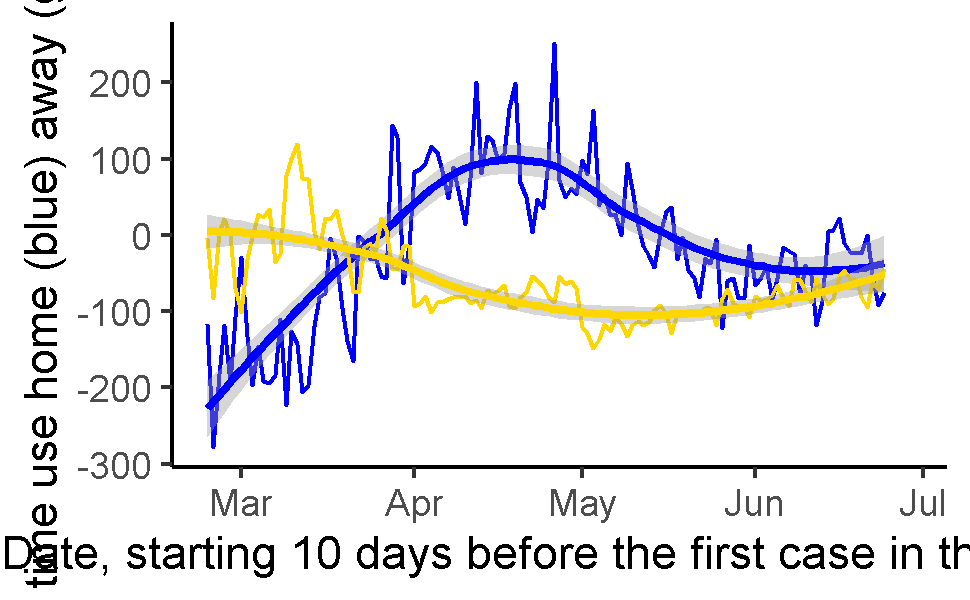 time use home (blue) away (
200
100
0
-100
-200
-300
Mar Apr May Jun Jul
Date, starting 10 days before the first case in th